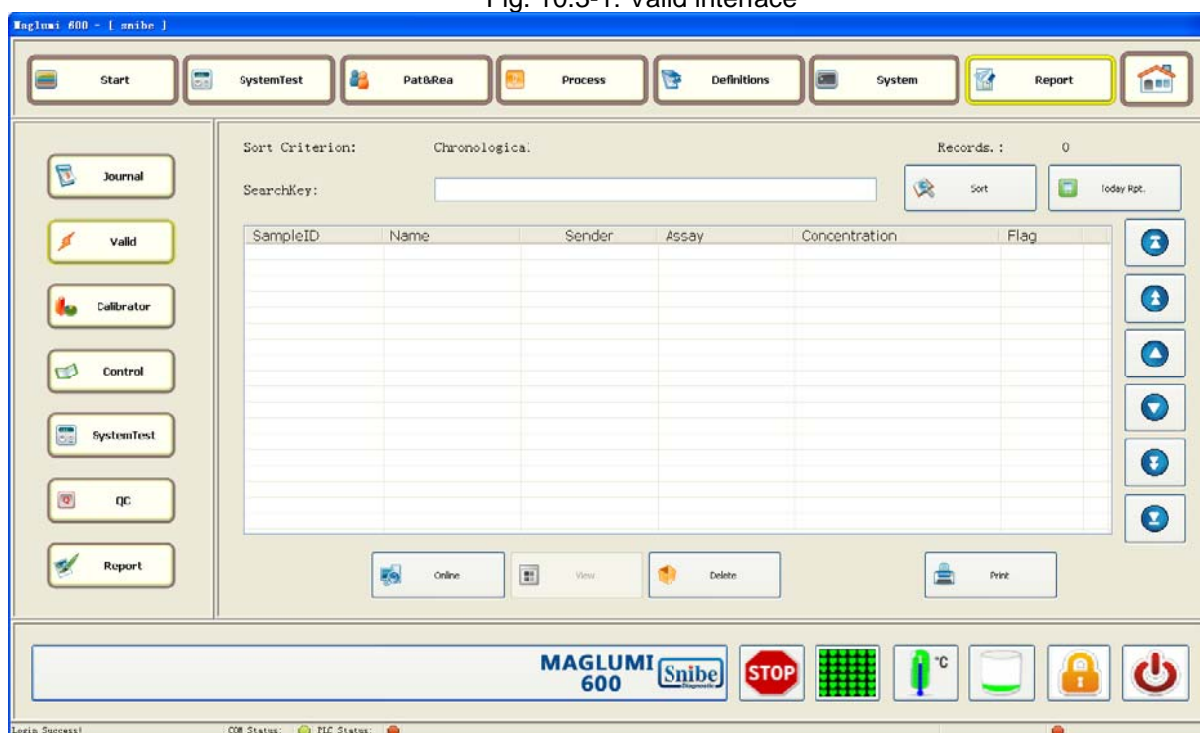 Fig. 10.3-1: Valid interface
Maglumi 600 - [ snibe ]
Start SystemTest Pat&Rea Process Definitions System Report
Journal
Valid
Calibrator
Control
SystemTest
QC
Report
Sort Criterion: Chronological Records.: 0
SearchKey: Sort Today Rpt.
SampleID Name Sender Assay Concentration Flag
Online View Delete Print
MAGLUMI
600
Snibe
Diagnostic
STOP
°C
Login Success! COM Status: PLC Status: